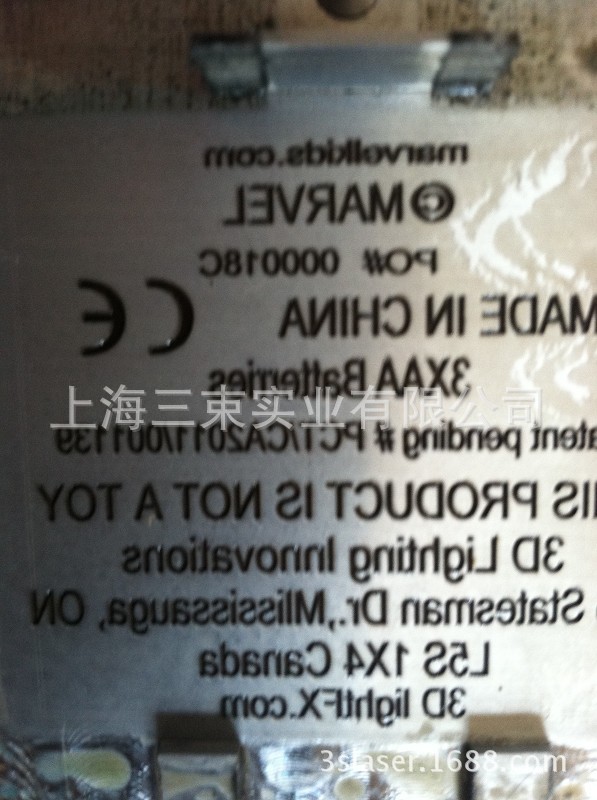 marvelkids.com
©MARVEL
PO# 000018C
MADE IN CHINA CE
3XAA Batteries
上海三束实业有限公司
pending # PCT/CA2011/001139
PRODUCT IS NOT A TOY
3D Lighting Innovations
Statesman Dr.,Mississauga, ON
L5S 1X4 Canada
3D lightFX.com
3slaser.1688.com